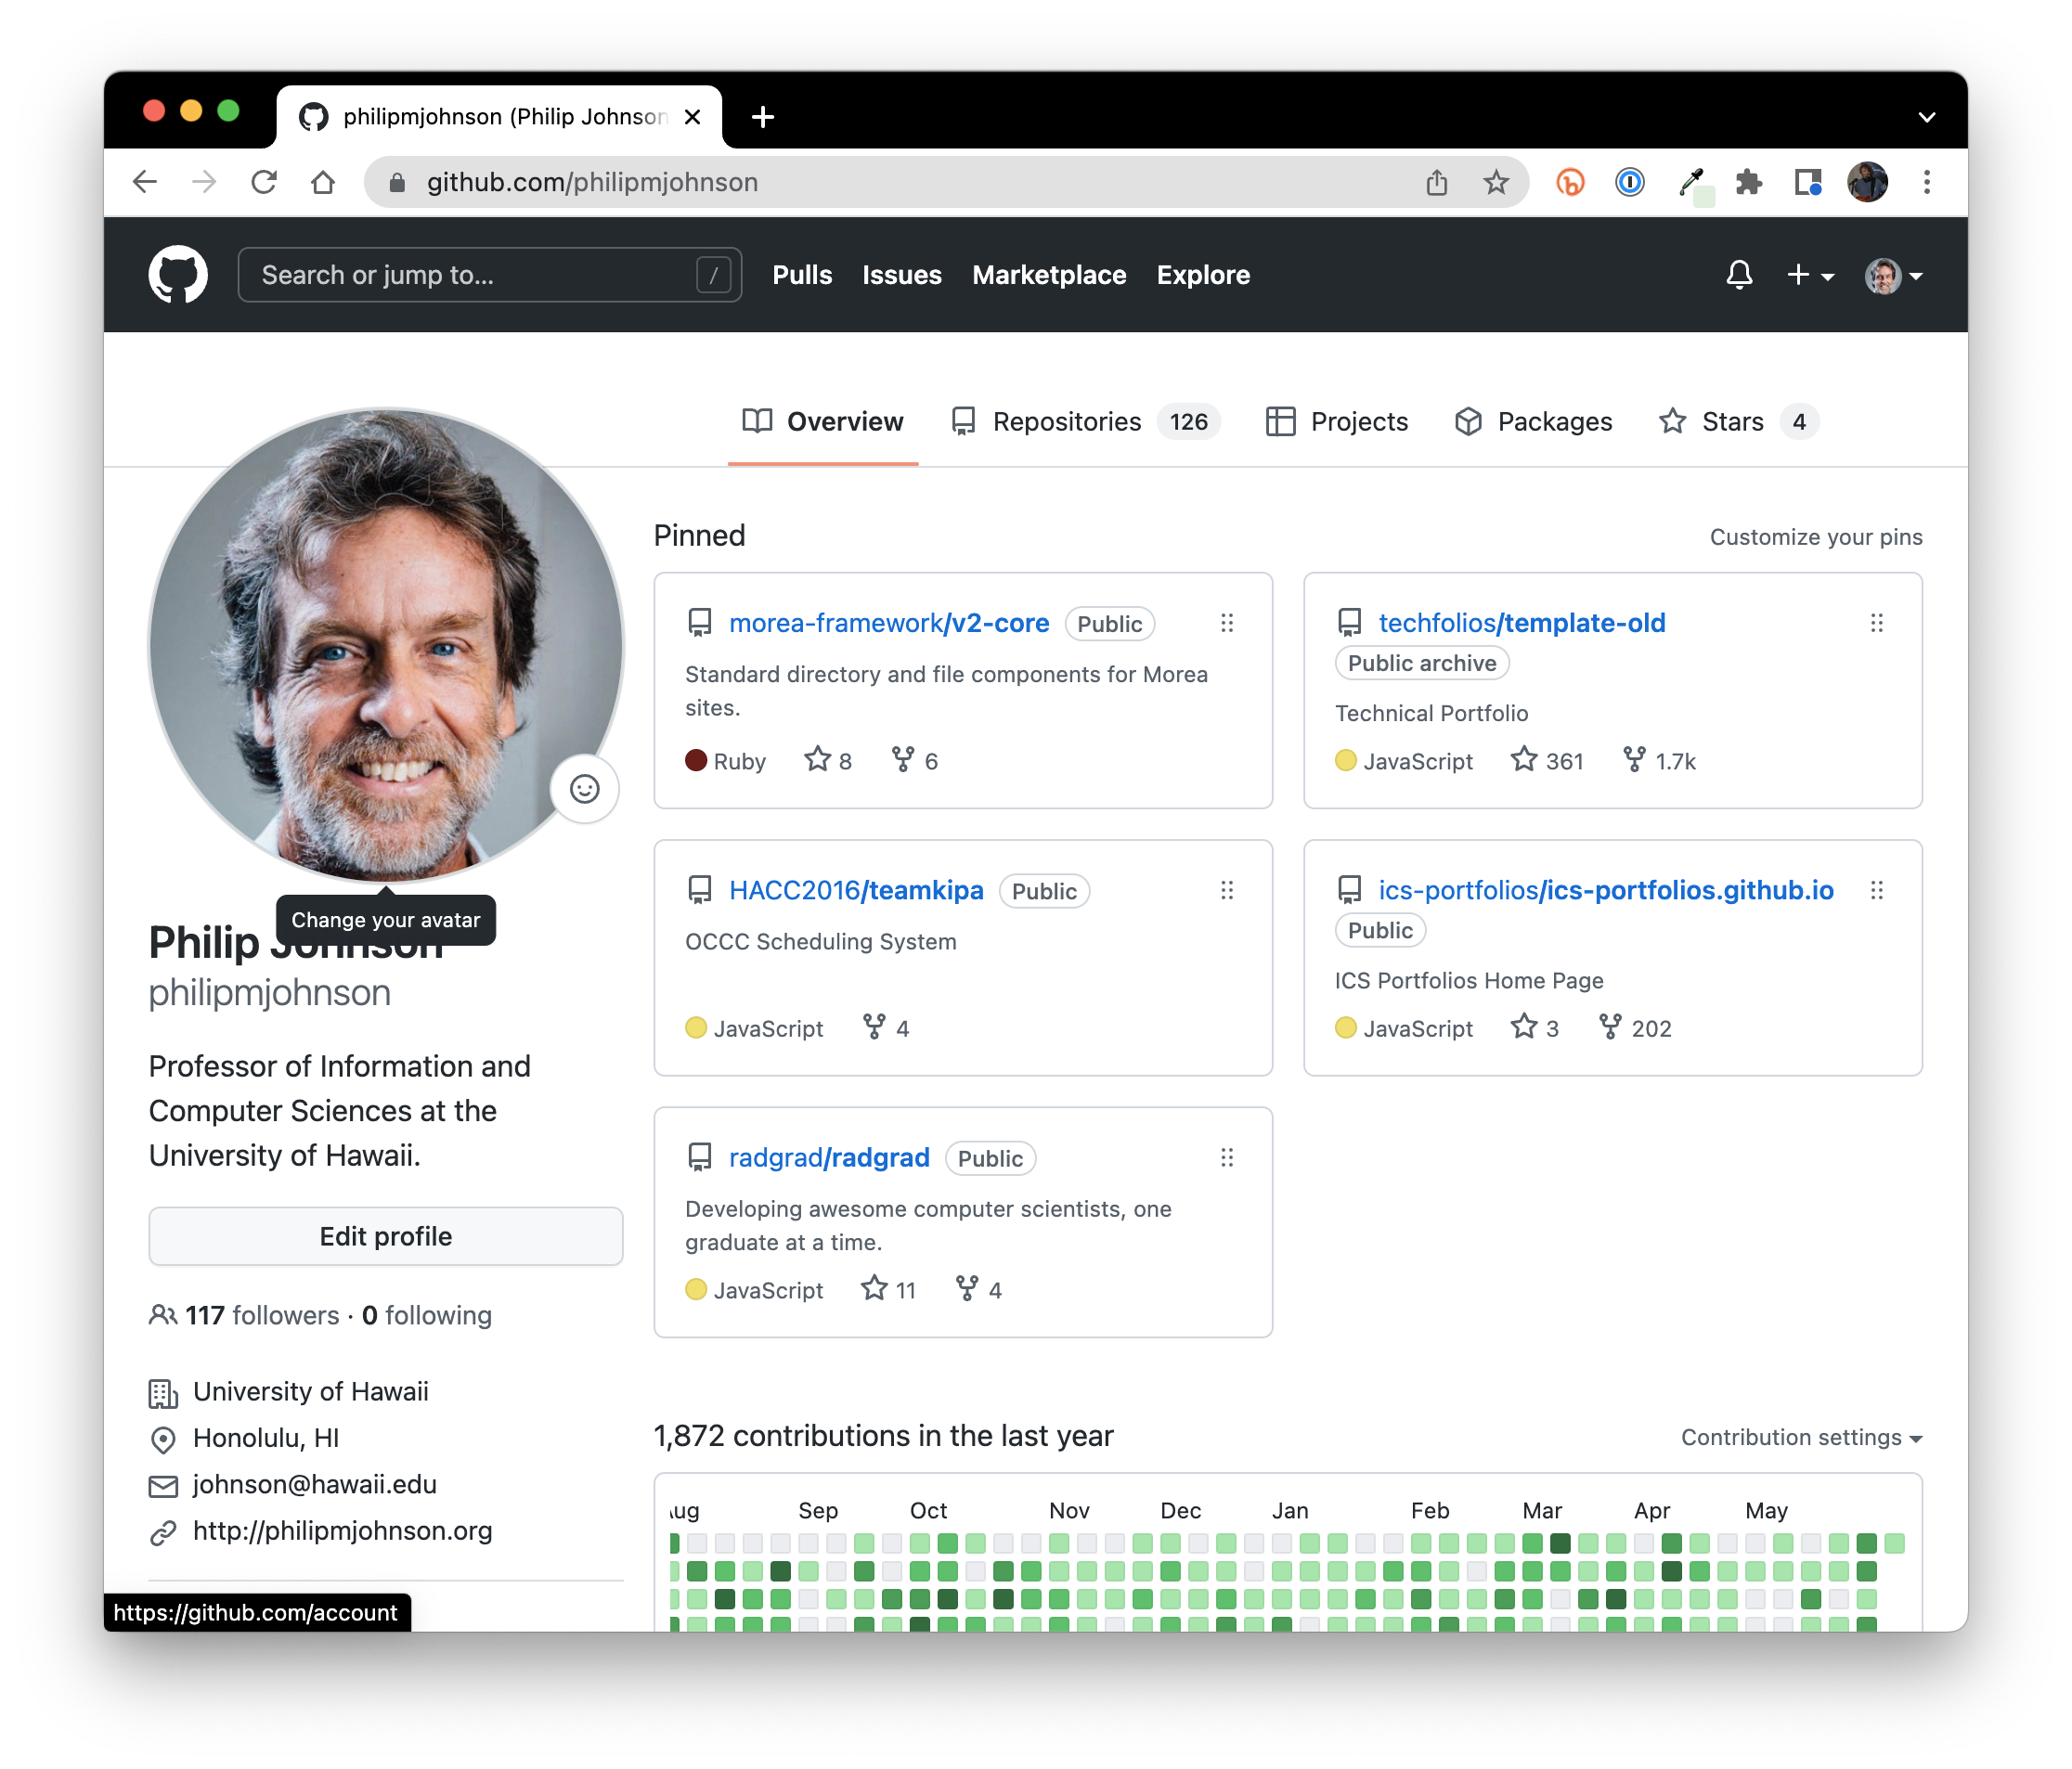 philipmjohnson (Philip Johnson
github.com/philipmjohnson
Search or jump to... /
Pulls Issues Marketplace Explore
Overview Repositories 126 Projects Packages Stars 4
Pinned
Customize your pins
morea-framework/v2-core Public
Standard directory and file components for Morea
sites.
Ruby 8 6
techfolios/template-old
Public archive
Technical Portfolio
JavaScript 361 1.7k
HACC2016/teamkipa Public
OCCC Scheduling System
JavaScript 4
ics-portfolios/ics-portfolios.github.io
Public
ICS Portfolios Home Page
JavaScript 3 202
radgrad/radgrad Public
Developing awesome computer scientists, one
graduate at a time.
JavaScript 11 4
Change your avatar
Philip Johnson
philipmjohnson
Professor of Information and
Computer Sciences at the
University of Hawaii.
Edit profile
117 followers · 0 following
University of Hawaii
Honolulu, HI
johnson@hawaii.edu
http://philipmjohnson.org
1,872 contributions in the last year
Contribution settings
Aug Sep Oct Nov Dec Jan Feb Mar Apr May
https://github.com/account